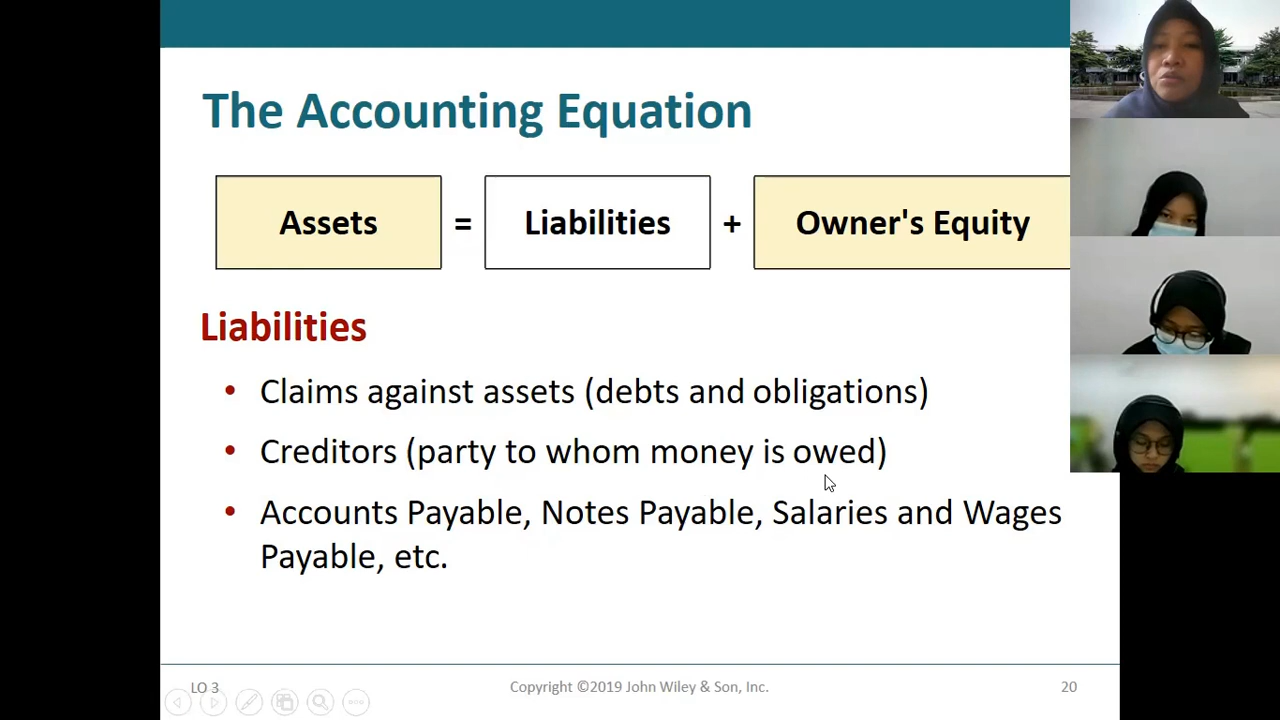 The Accounting Equation
Assets = Liabilities + Owner's Equity
Liabilities
• Claims against assets (debts and obligations)
• Creditors (party to whom money is owed)
• Accounts Payable, Notes Payable, Salaries and Wages
Payable, etc.
LO 3 Copyright ©2019 John Wiley & Son, Inc. 20